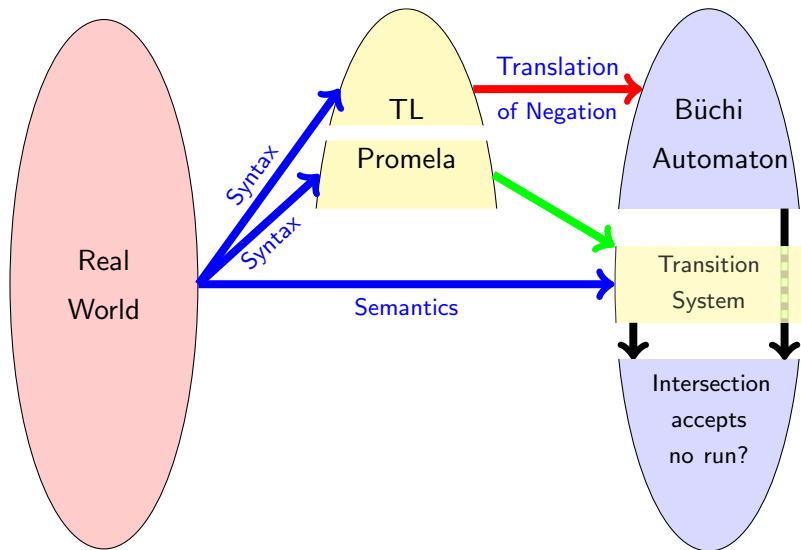 Real
World
Syntax
Syntax
TL
Promela
Translation
of Negation
Semantics
Büchi
Automaton
Transition
System
Intersection
accepts
no run?